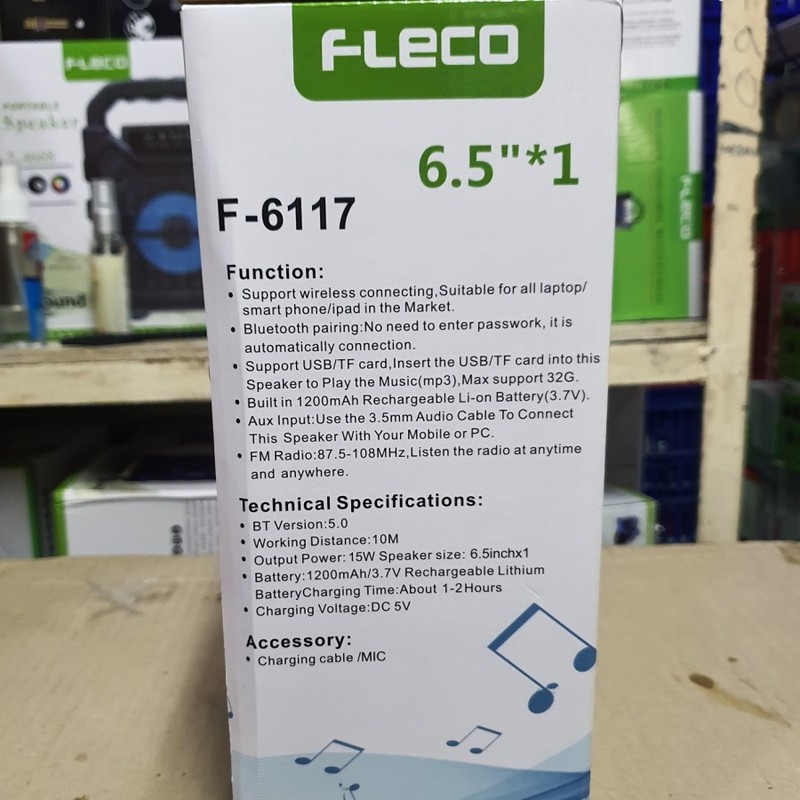 FLECO
6.5"*1
F-6117
Function:
• Support wireless connecting,Suitable for all laptop/
smart phone/ipad in the Market.
• Bluetooth pairing:No need to enter passwork, it is
automatically connection.
• Support USB/TF card,Insert the USB/TF card into this
Speaker to Play the Music(mp3),Max support 32G.
• Built in 1200mAh Rechargeable Li-on Battery(3.7V).
• Aux Input:Use the 3.5mm Audio Cable To Connect
This Speaker With Your Mobile or PC.
• FM Radio:87.5-108MHz,Listen the radio at anytime
and anywhere.
Technical Specifications:
• BT Version:5.0
• Working Distance:10M
• Output Power:15W Speaker size: 6.5inchx1
• Battery:1200mAh/3.7V Rechargeable Lithium
BatteryCharging Time:About 1-2Hours
• Charging Voltage:DC 5V
Accessory:
• Charging cable /MIC
FLECO
PORTABLE
Speaker
FLECO